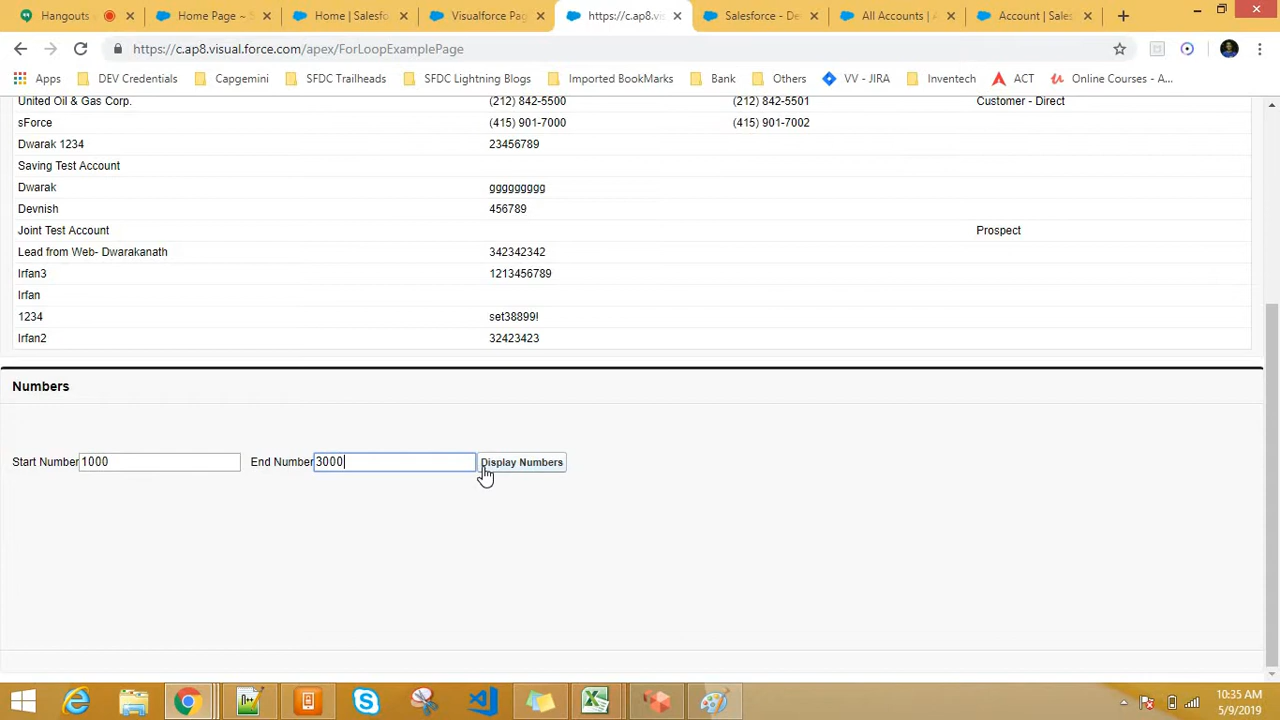 Hangouts
Home Page ~ S
Home | Salesfo
Visualforce Pag
https://c.ap8.vi
Salesforce - De
All Accounts | A
Account | Sales
https://c.ap8.visual.force.com/apex/ForLoopExamplePage
Apps DEV Credentials Capgemini SFDC Trailheads SFDC Lightning Blogs Imported BookMarks Bank Others VV - JIRA Inventech ACT Online Courses - A...
United Oil & Gas Corp. (212) 842-5500 (212) 842-5501 Customer - Direct
sForce (415) 901-7000 (415) 901-7002
Dwarak 1234 23456789
Saving Test Account
Dwarak ggggggggg
Devnish 456789
Joint Test Account Prospect
Lead from Web- Dwarakanath 342342342
Irfan3 1213456789
Irfan
1234 set38899!
Irfan2 32423423
Numbers
Start Number 1000 End Number 3000 Display Numbers
10:35 AM
5/9/2019